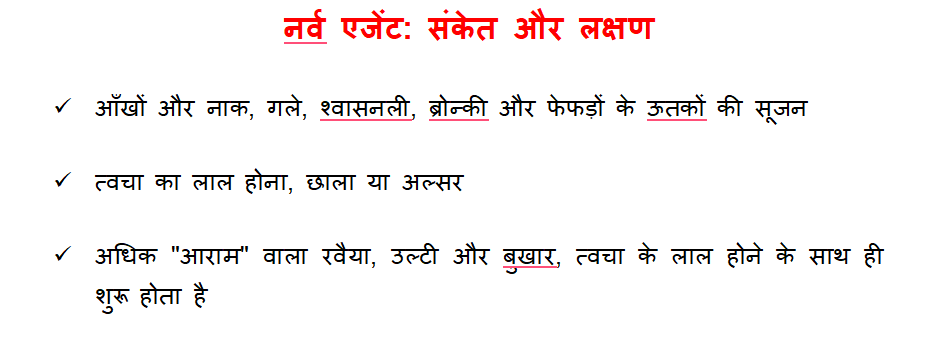 नर्व एजेंट: संकेत और लक्षण
✓ आँखों और नाक, गले, श्वासनली, ब्रोन्की और फेफड़ों के ऊतकों की सूजन
✓ त्वचा का लाल होना, छाला या अल्सर
✓ अधिक "आराम" वाला रवैया, उल्टी और बुखार, त्वचा के लाल होने के साथ ही
शुरू होता है